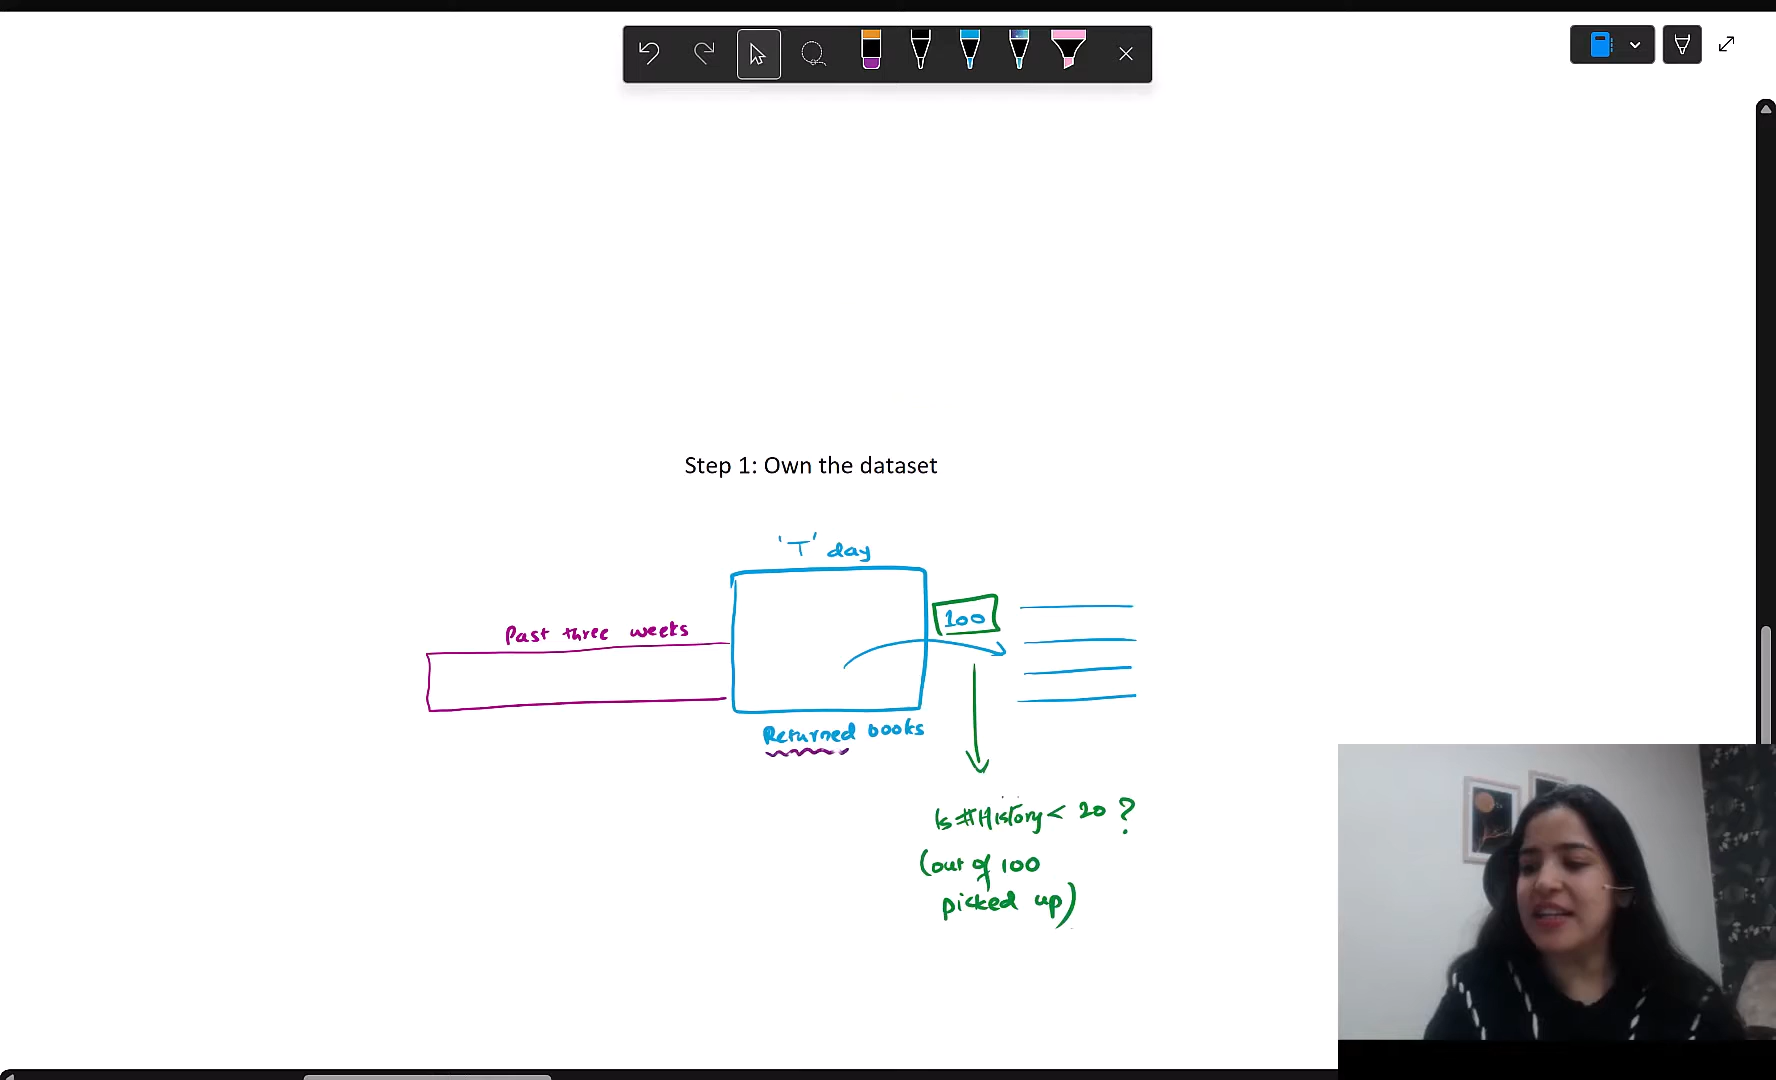 Step 1: Own the dataset
'T' day
100
Past three weeks
Returned books
Is #History < 20 ?
(out of 100
picked up)